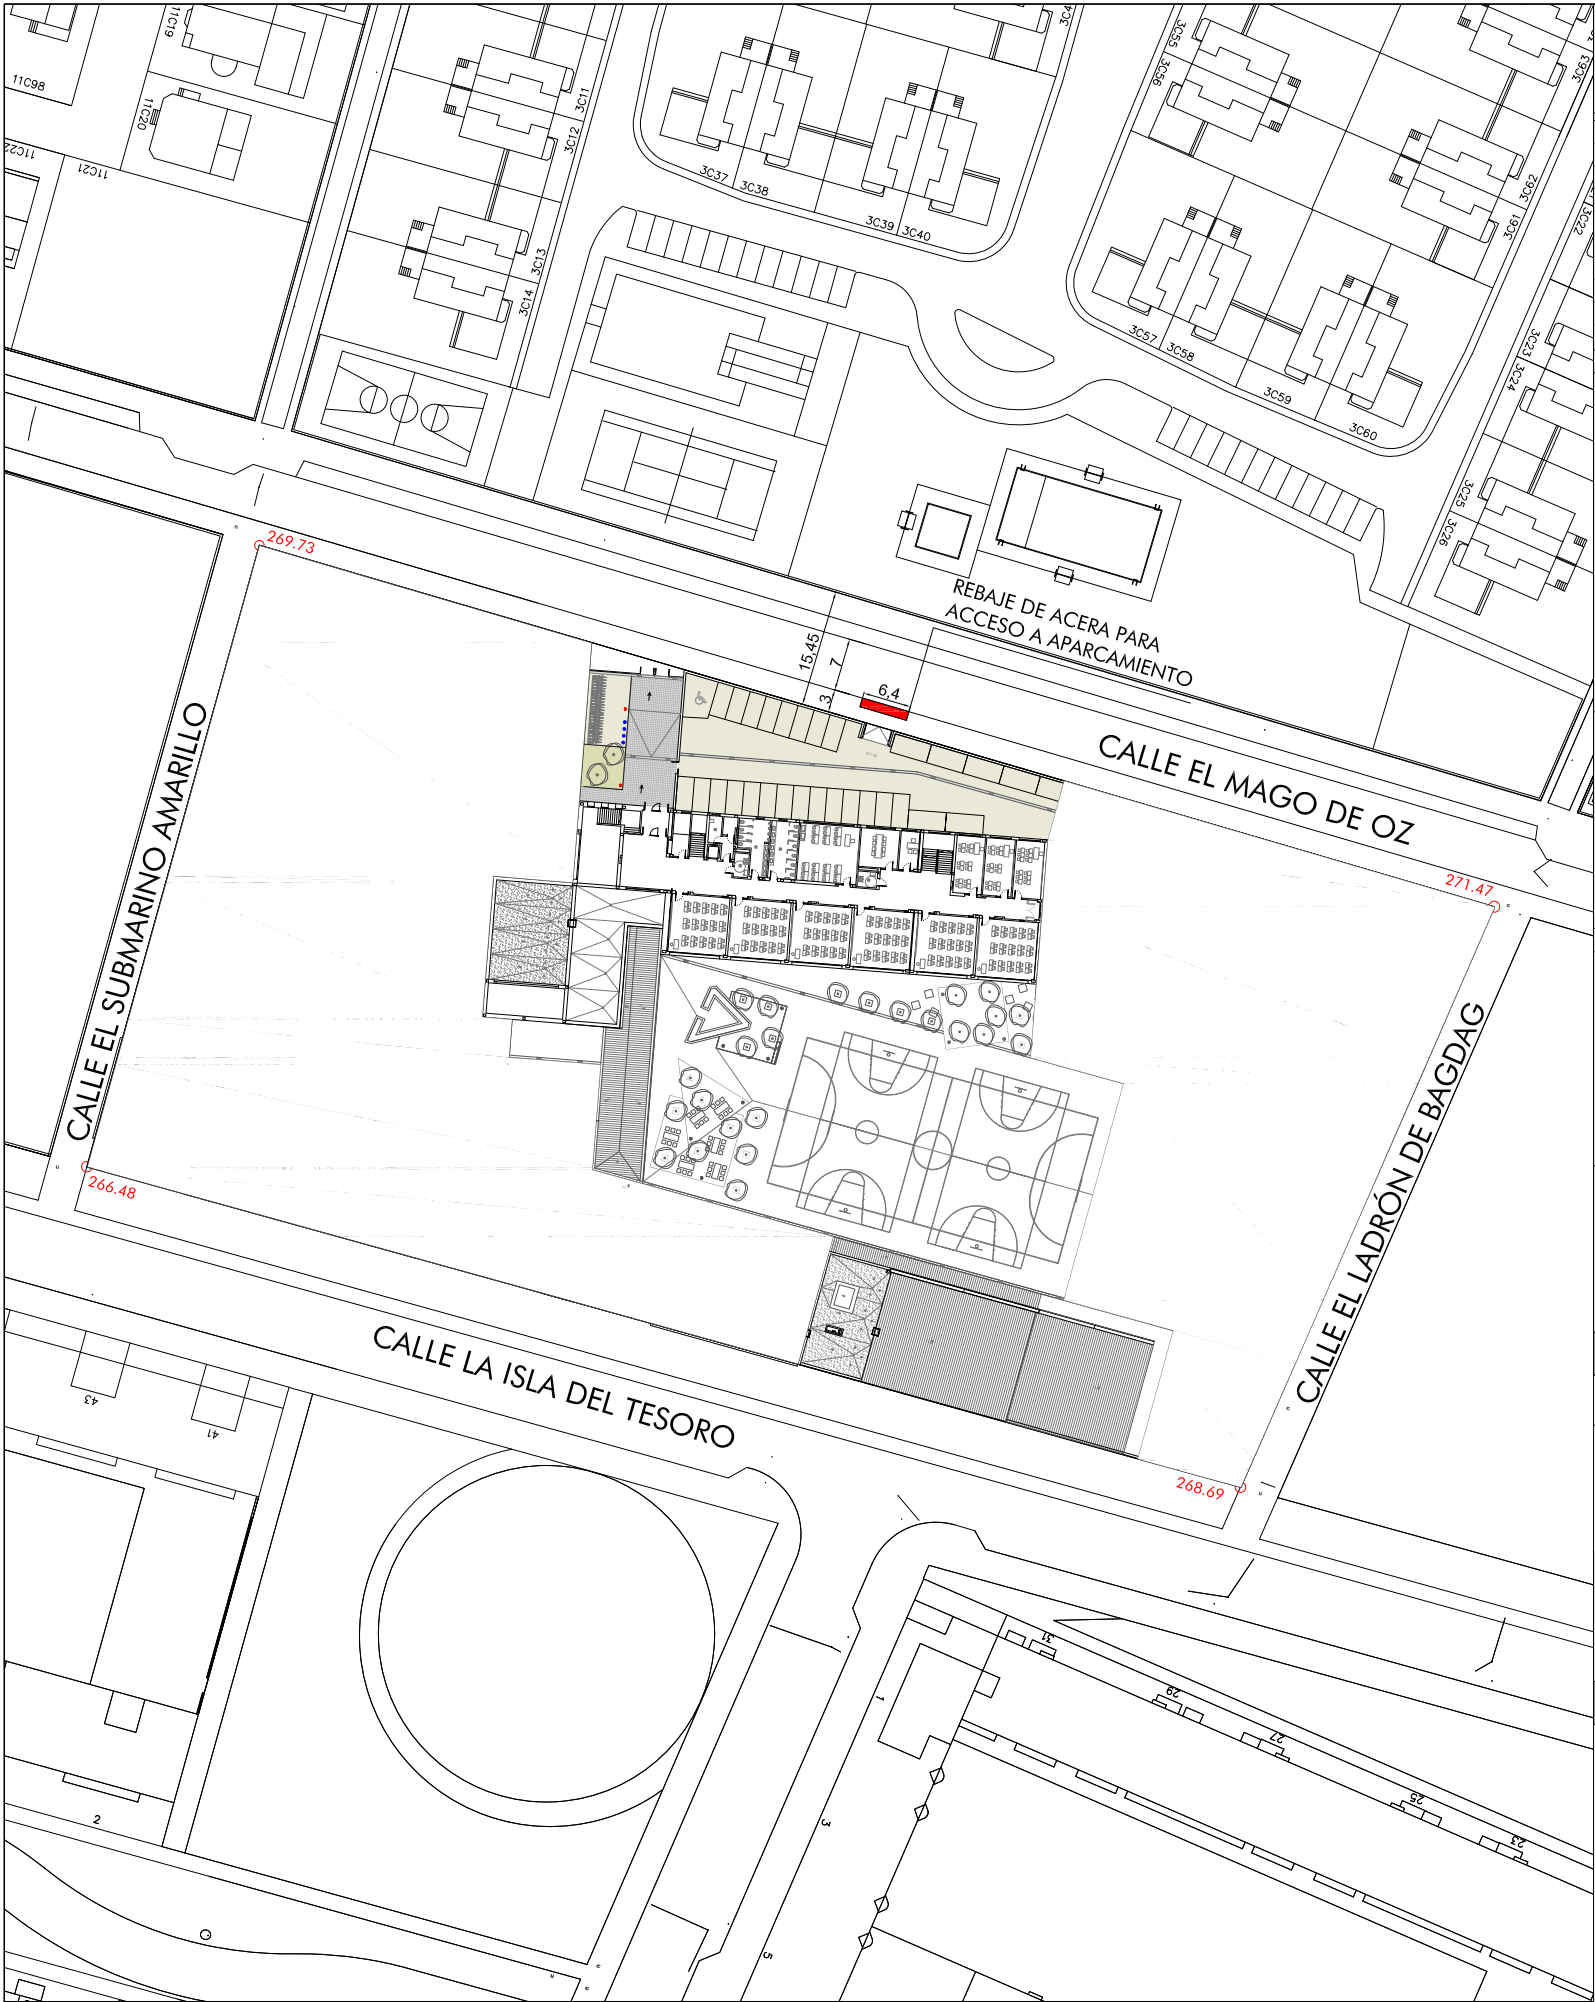 11C19
3C4
3C55
3C56
3C63
11C98
11C20
3C11
3C12
11C22
11C21
3C37
3C38
3C39
3C40
3C62
3C61
3C22
3C13
3C14
3C57
3C58
3C59
3C60
3C23
3C24
3C25
3C26
269.73
REBAJE DE ACERA PARA
ACCESO A APARCAMIENTO
15,45
7
3
6,4
CALLE EL MAGO DE OZ
CALLE EL SUBMARINO AMARILLO
271.47
CALLE EL LADRÓN DE BAGDAG
266.48
CALLE LA ISLA DEL TESORO
268.69
43
41
31
29
27
25
23
1
3
5
2